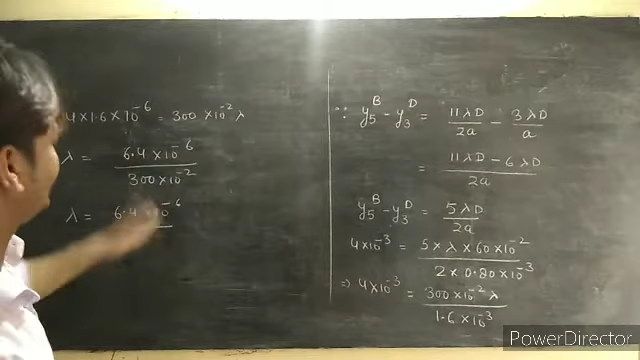 4×1.6×10⁻⁶ = 300×10⁻² λ
λ = 6.4×10⁻⁶ / 300×10⁻²
λ = 6.4×10⁻⁶
∵ y₅ᴮ - y₃ᴰ = 11λD/2a - 3λD/a
= 11λD - 6λD / 2a
y₅ᴮ - y₃ᴰ = 5λD/2a
4×10⁻³ = 5×λ×60×10⁻² / 2×0.80×10⁻³
⇒ 4×10⁻³ = 300×10⁻² λ / 1.6×10⁻³
PowerDirector